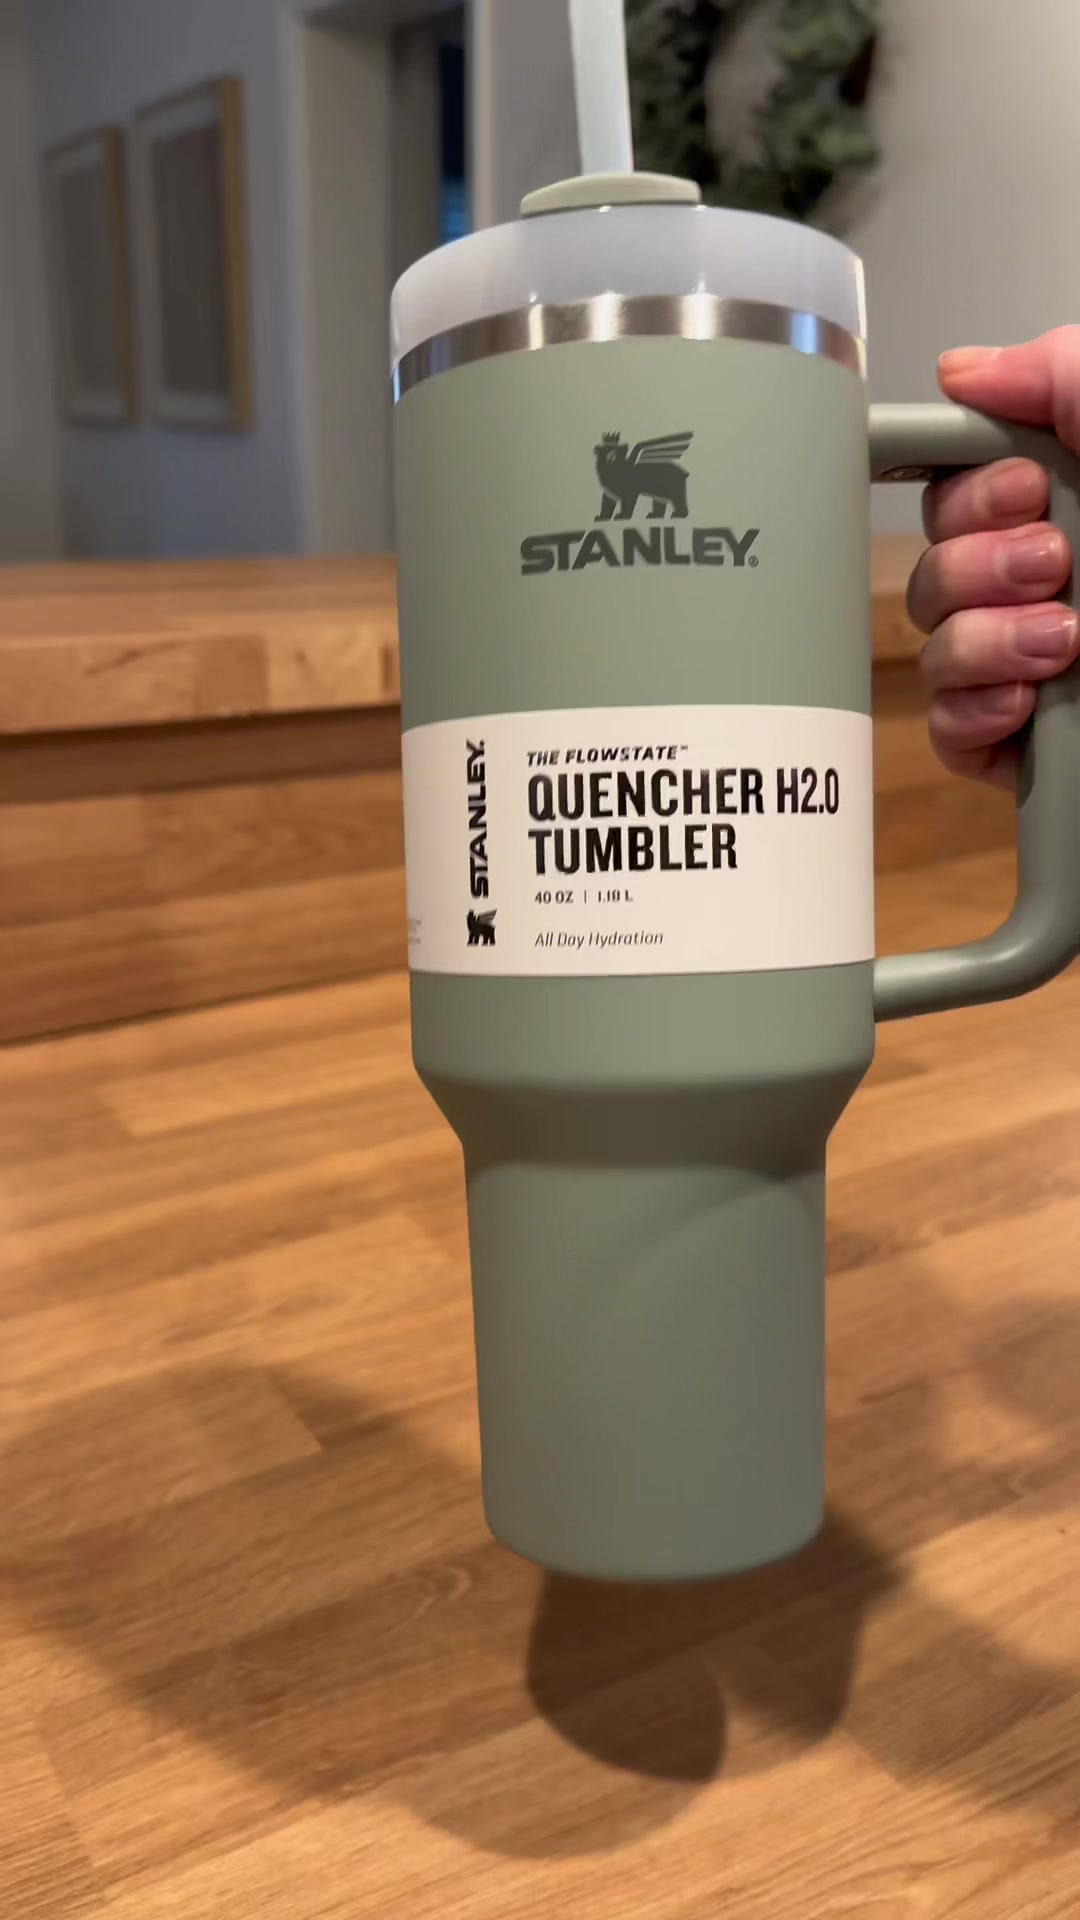 STANLEY®
STANLEY
THE FLOWSTATE™
QUENCHER H2.0
TUMBLER
40 OZ | 1.18 L
All Day Hydration